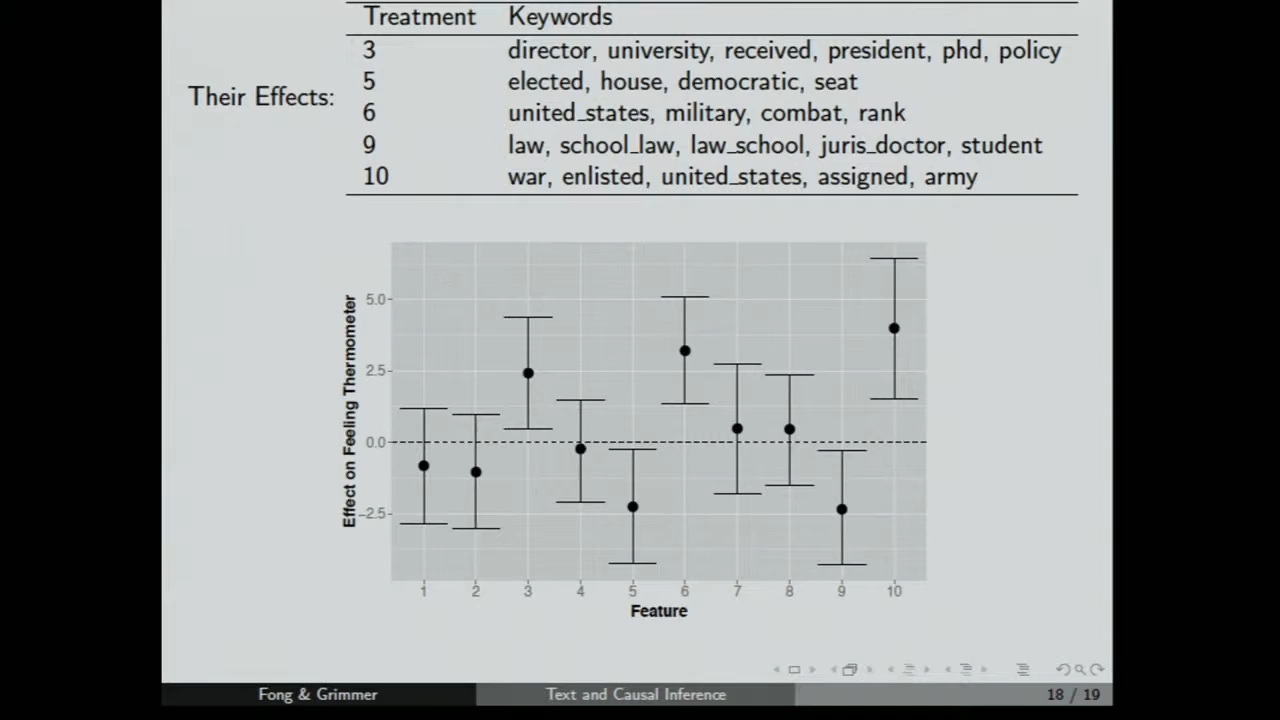 Treatment Keywords
3 director, university, received, president, phd, policy
5 elected, house, democratic, seat
Their Effects:
6 united_states, military, combat, rank
9 law, school_law, law_school, juris_doctor, student
10 war, enlisted, united_states, assigned, army
Effect on Feeling Thermometer
5.0
2.5
0.0
−2.5
1 2 3 4 5 6 7 8 9 10
Feature
Fong & Grimmer Text and Causal Inference 18 / 19